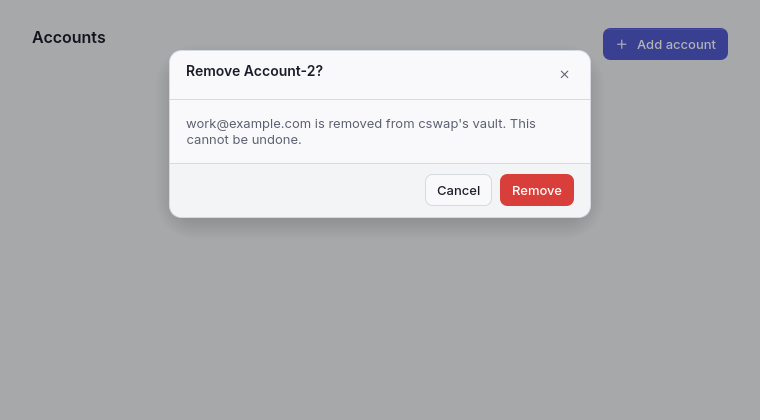 Accounts
Add account
Remove Account-2?
work@example.com is removed from cswap's vault. This
cannot be undone.
Cancel
Remove